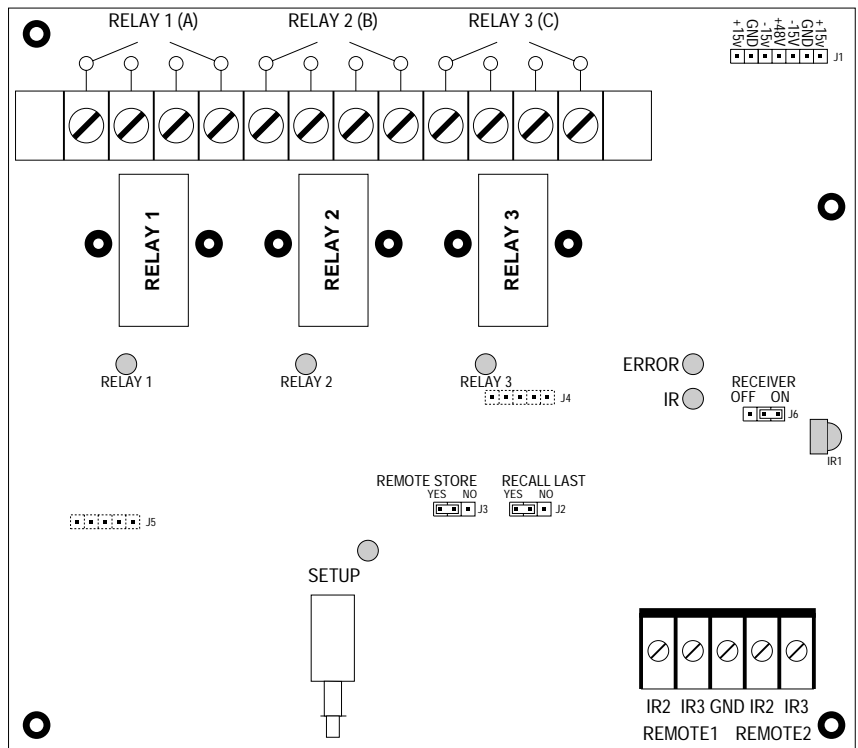 RELAY 1 (A) RELAY 2 (B) RELAY 3 (C)
+15v GND -15v +48V -15V GND +15v
J1
RELAY 1 RELAY 2 RELAY 3
RELAY 1 RELAY 2 RELAY 3
J4
ERROR
IR
RECEIVER
OFF ON
J6
IR1
REMOTE STORE RECALL LAST
YES NO YES NO
J3 J2
J5
SETUP
IR2 IR3 GND IR2 IR3
REMOTE1 REMOTE2